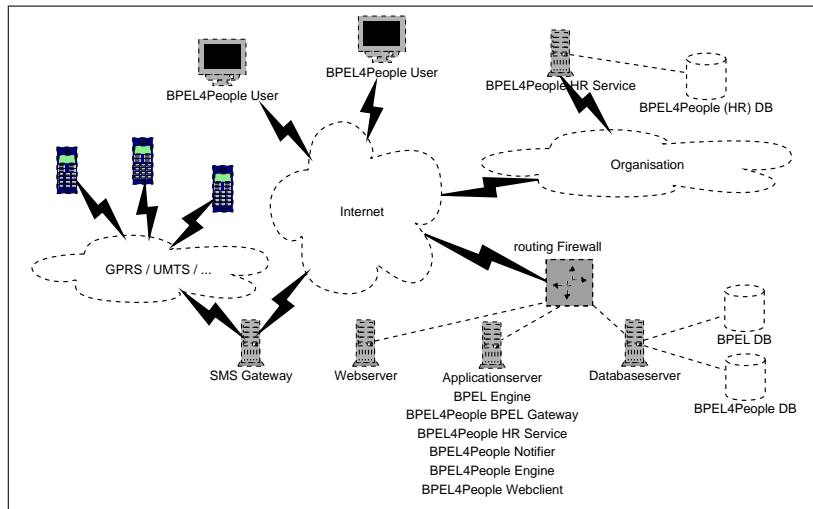 BPEL4People User
BPEL4People User
BPEL4People HR Service
BPEL4People (HR) DB
Organisation
Internet
routing Firewall
GPRS / UMTS / ...
SMS Gateway
Webserver
Applicationserver
Databaseserver
BPEL DB
BPEL4People DB
BPEL Engine
BPEL4People BPEL Gateway
BPEL4People HR Service
BPEL4People Notifier
BPEL4People Engine
BPEL4People Webclient